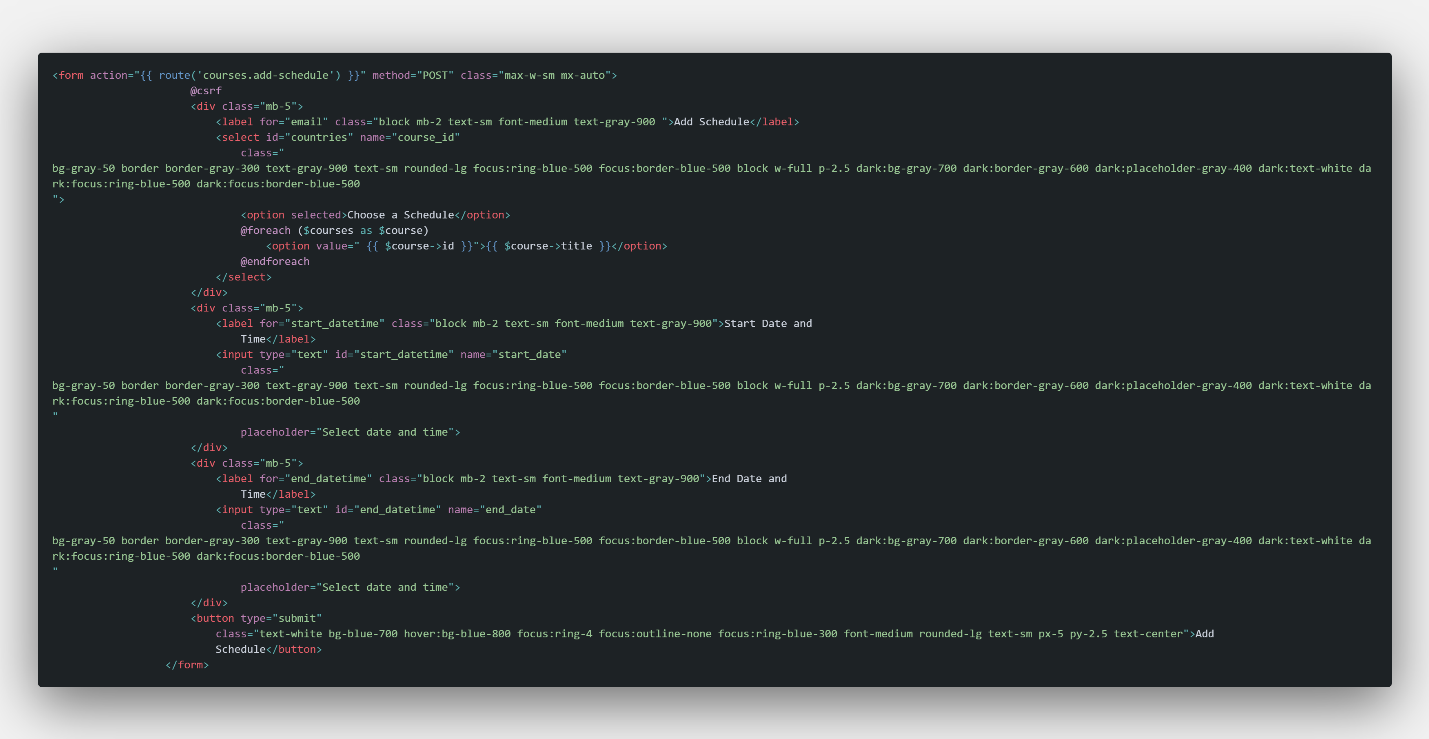 <form action="{{ route('courses.add-schedule') }}" method="POST" class="max-w-sm mx-auto">
@csrf
<div class="mb-5">
<label for="email" class="block mb-2 text-sm font-medium text-gray-900 ">Add Schedule</label>
<select id="countries" name="course_id"
class="
bg-gray-50 border border-gray-300 text-gray-900 text-sm rounded-lg focus:ring-blue-500 focus:border-blue-500 block w-full p-2.5 dark:bg-gray-700 dark:border-gray-600 dark:placeholder-gray-400 dark:text-white da
rk:focus:ring-blue-500 dark:focus:border-blue-500
">
<option selected>Choose a Schedule</option>
@foreach ($courses as $course)
<option value=" {{ $course->id }}">{{ $course->title }}</option>
@endforeach
</select>
</div>
<div class="mb-5">
<label for="start_datetime" class="block mb-2 text-sm font-medium text-gray-900">Start Date and
Time</label>
<input type="text" id="start_datetime" name="start_date"
class="
bg-gray-50 border border-gray-300 text-gray-900 text-sm rounded-lg focus:ring-blue-500 focus:border-blue-500 block w-full p-2.5 dark:bg-gray-700 dark:border-gray-600 dark:placeholder-gray-400 dark:text-white da
rk:focus:ring-blue-500 dark:focus:border-blue-500
"
placeholder="Select date and time">
</div>
<div class="mb-5">
<label for="end_datetime" class="block mb-2 text-sm font-medium text-gray-900">End Date and
Time</label>
<input type="text" id="end_datetime" name="end_date"
class="
bg-gray-50 border border-gray-300 text-gray-900 text-sm rounded-lg focus:ring-blue-500 focus:border-blue-500 block w-full p-2.5 dark:bg-gray-700 dark:border-gray-600 dark:placeholder-gray-400 dark:text-white da
rk:focus:ring-blue-500 dark:focus:border-blue-500
"
placeholder="Select date and time">
</div>
<button type="submit"
class="text-white bg-blue-700 hover:bg-blue-800 focus:ring-4 focus:outline-none focus:ring-blue-300 font-medium rounded-lg text-sm px-5 py-2.5 text-center">Add
Schedule</button>
</form>